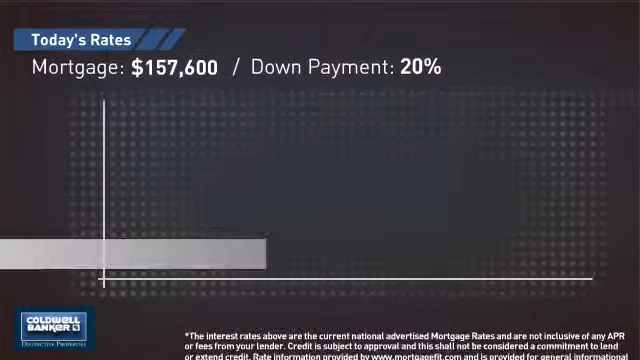 Today's Rates
Mortgage: $157,600 / Down Payment: 20%
COLDWELL
BANKER
DISTINCTIVE PROPERTIES
*The interest rates above are the current national advertised Mortgage Rates and are not inclusive of any APR
or fees from your lender. Credit is subject to approval and this shall not be considered a commitment to lend
or extend credit. Rate information provided by www.mortgagefit.com and is provided for general informational